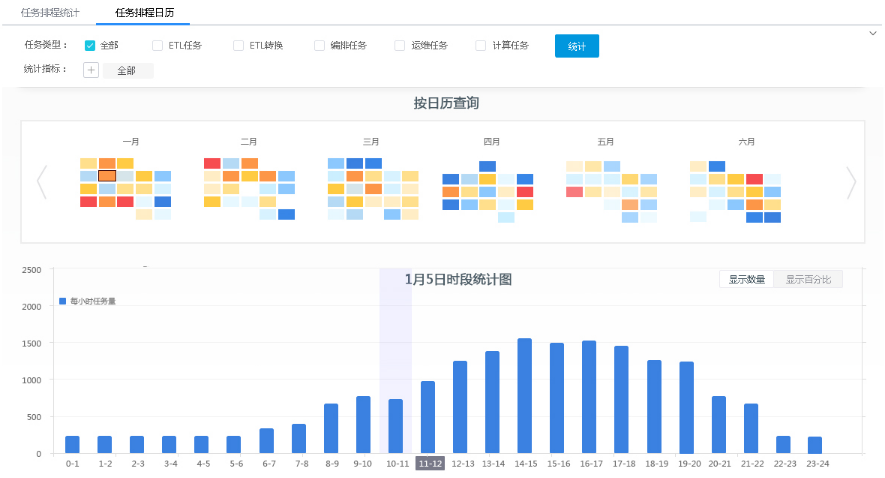 任务排程统计 任务排程日历
任务类型： 全部 ETL任务 ETL转换 编排任务 运维任务 计算任务 统计
统计指标： + 全部
按日历查询
一月 二月 三月 四月 五月 六月
1月5日时段统计图
显示数量 显示百分比
每小时任务量
2500
2000
1500
1000
500
0
0-1 1-2 2-3 3-4 4-5 5-6 6-7 7-8 8-9 9-10 10-11 11-12 12-13 13-14 14-15 15-16 16-17 17-18 18-19 19-20 20-21 21-22 22-23 23-24